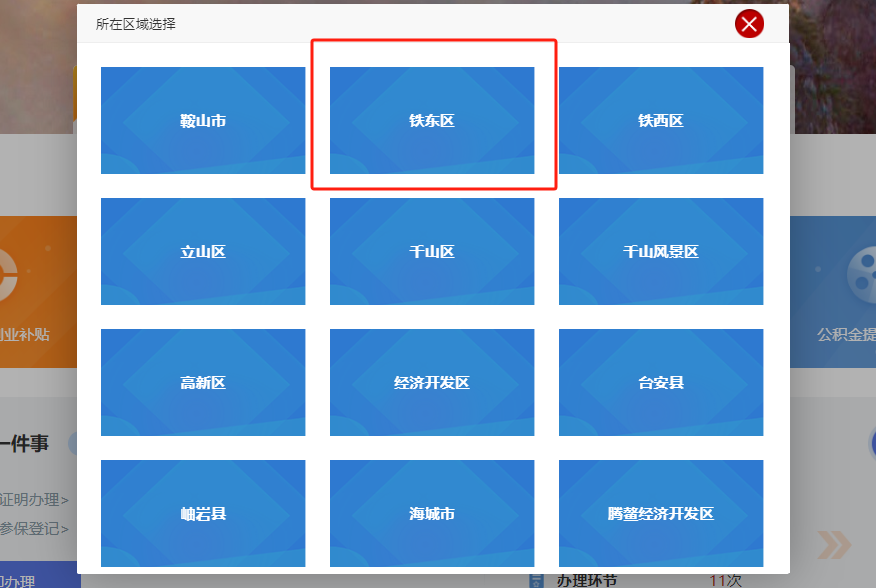 所在区域选择
鞍山市
铁东区
铁西区
立山区
千山区
千山风景区
高新区
经济开发区
台安县
岫岩县
海城市
腾鳌经济开发区
业补贴
公积金提
一件事
证明办理>
参保登记>
办理
办理环节
11次